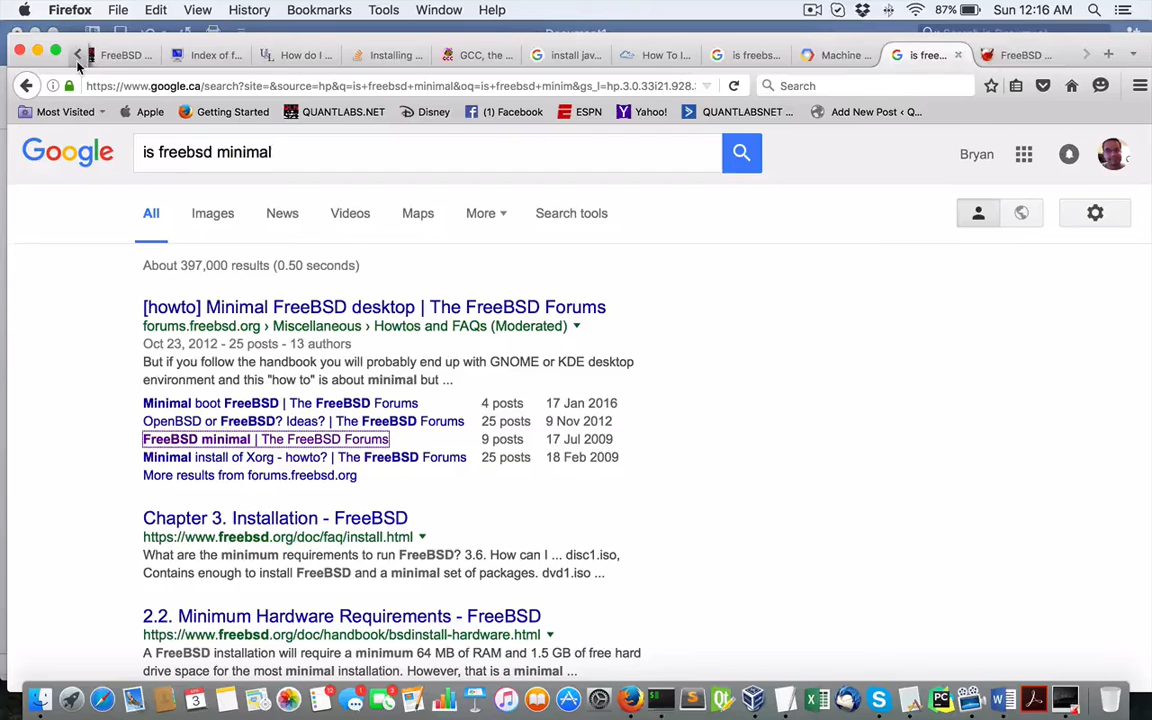 Firefox File Edit View History Bookmarks Tools Window Help 87% Sun 12:16 AM
FreeBSD ... Index of f... How do I ... Installing ... GCC, the ... install jav... How To I... is freebs... Machine ... is free... FreeBSD ...
https://www.google.ca/search?site=&source=hp&q=is+freebsd+minimal&oq=is+freebsd+minim&gs_l=hp.3.0.33i21.928. Search
Most Visited Apple Getting Started QUANTLABS.NET Disney Facebook ESPN Yahoo! QUANTLABSNET ... Add New Post ‹ Q...
Google is freebsd minimal Bryan
All Images News Videos Maps More Search tools
About 397,000 results (0.50 seconds)
[howto] Minimal FreeBSD desktop | The FreeBSD Forums
forums.freebsd.org › Miscellaneous › Howtos and FAQs (Moderated)
Oct 23, 2012 - 25 posts - 13 authors
But if you follow the handbook you will probably end up with GNOME or KDE desktop
environment and this "how to" is about minimal but ...
Minimal boot FreeBSD | The FreeBSD Forums 4 posts 17 Jan 2016
OpenBSD or FreeBSD? Ideas? | The FreeBSD Forums 25 posts 9 Nov 2012
FreeBSD minimal | The FreeBSD Forums 9 posts 17 Jul 2009
Minimal install of Xorg - howto? | The FreeBSD Forums 25 posts 18 Feb 2009
More results from forums.freebsd.org
Chapter 3. Installation - FreeBSD
https://www.freebsd.org/doc/faq/install.html
What are the minimum requirements to run FreeBSD? 3.6. How can I ... disc1.iso,
Contains enough to install FreeBSD and a minimal set of packages. dvd1.iso ...
2.2. Minimum Hardware Requirements - FreeBSD
https://www.freebsd.org/doc/handbook/bsdinstall-hardware.html
A FreeBSD installation will require a minimum 64 MB of RAM and 1.5 GB of free hard
drive space for the most minimal installation. However, that is a minimal ...